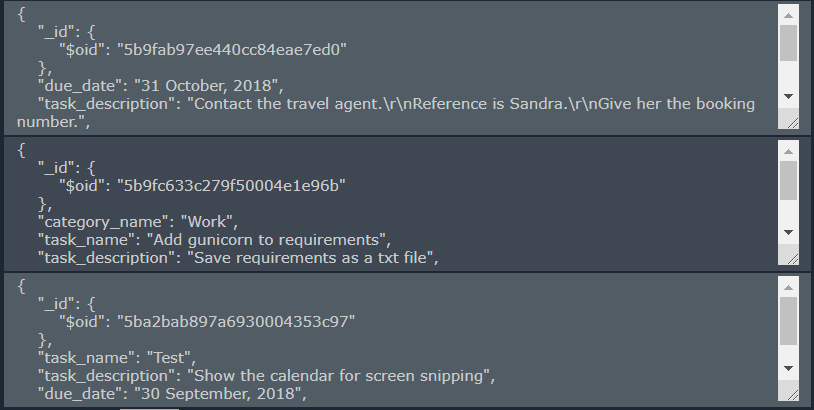 {
"_id": {
"$oid": "5b9fab97ee440cc84eae7ed0"
},
"due_date": "31 October, 2018",
"task_description": "Contact the travel agent.\r\nReference is Sandra.\r\nGive her the booking
number.",
{
"_id": {
"$oid": "5b9fc633c279f50004e1e96b"
},
"category_name": "Work",
"task_name": "Add gunicorn to requirements",
"task_description": "Save requirements as a txt file",
{
"_id": {
"$oid": "5ba2bab897a6930004353c97"
},
"task_name": "Test",
"task_description": "Show the calendar for screen snipping",
"due_date": "30 September, 2018",